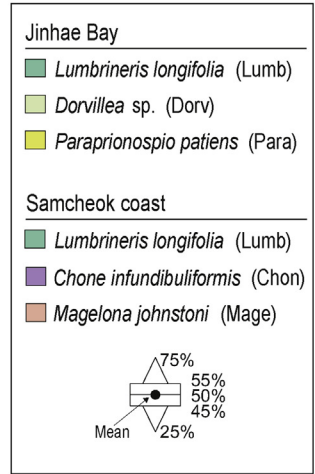 Jinhae Bay
Lumbrineris longifolia (Lumb)
Dorvillea sp. (Dorv)
Paraprionospio patiens (Para)
Samcheok coast
Lumbrineris longifolia (Lumb)
Chone infundibuliformis (Chon)
Magelona johnstoni (Mage)
75%
55%
50%
45%
Mean
25%